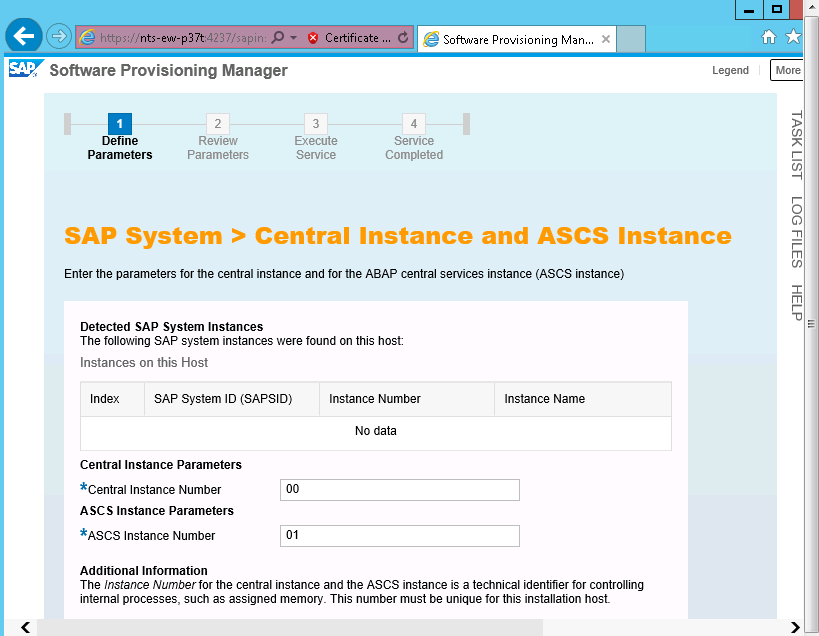 https://nts-ew-p37t:4237/sapin: Certificate ... Software Provisioning Man...
SAP Software Provisioning Manager Legend More
1 2 3 4
Define Parameters
Review Parameters
Execute Service
Service Completed
TASK LIST
LOG FILES
HELP
SAP System > Central Instance and ASCS Instance
Enter the parameters for the central instance and for the ABAP central services instance (ASCS instance)
Detected SAP System Instances
The following SAP system instances were found on this host:
Instances on this Host
Index SAP System ID (SAPSID) Instance Number Instance Name
No data
Central Instance Parameters
*Central Instance Number 00
ASCS Instance Parameters
*ASCS Instance Number 01
Additional Information
The Instance Number for the central instance and the ASCS instance is a technical identifier for controlling
internal processes, such as assigned memory. This number must be unique for this installation host.